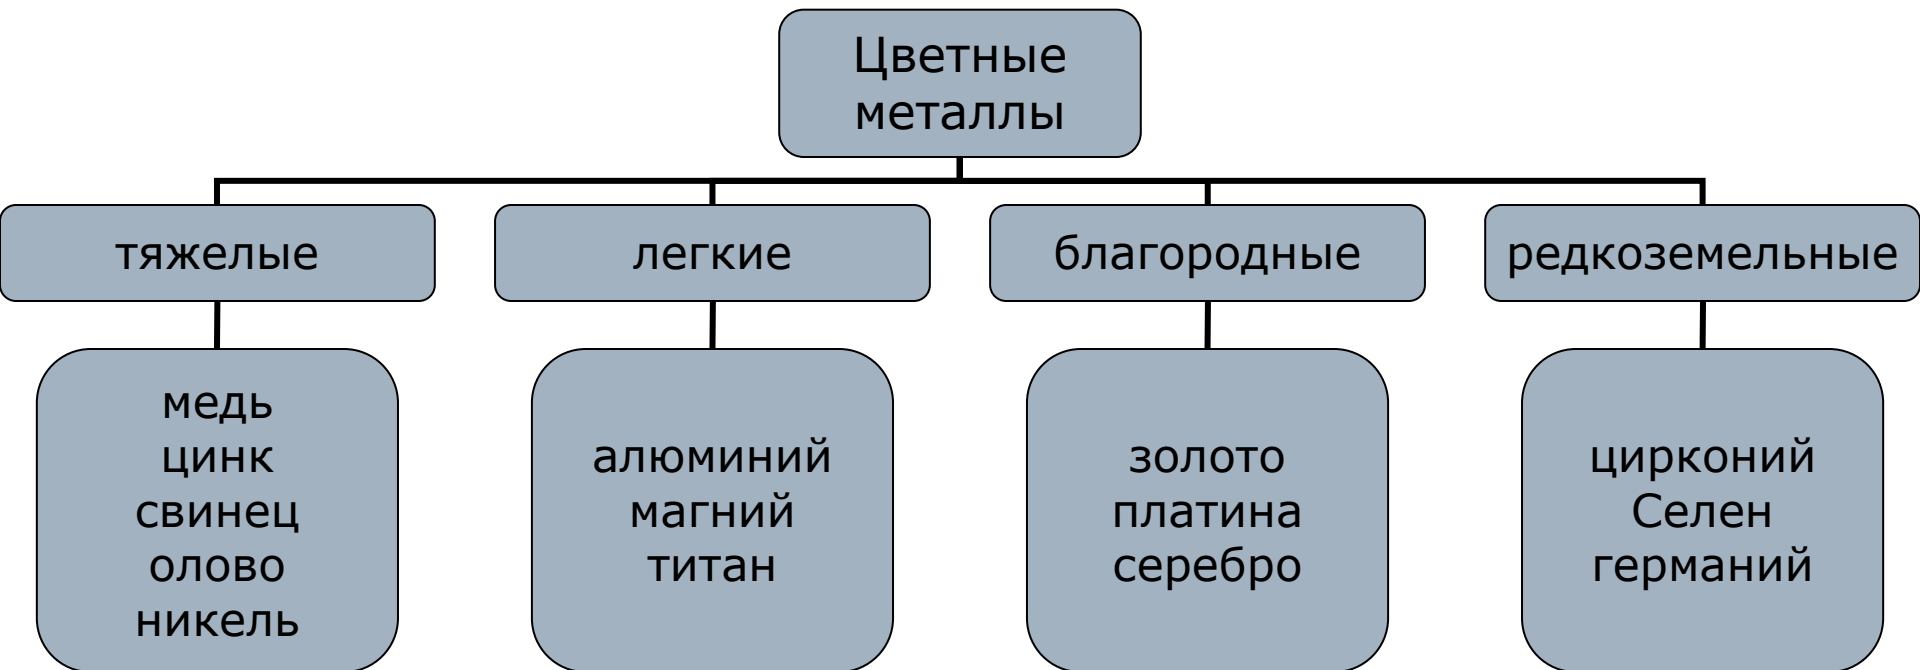 Цветные
металлы
тяжелые
легкие
благородные
редкоземельные
медь
цинк
свинец
олово
никель
алюминий
магний
титан
золото
платина
серебро
цирконий
Селен
германий